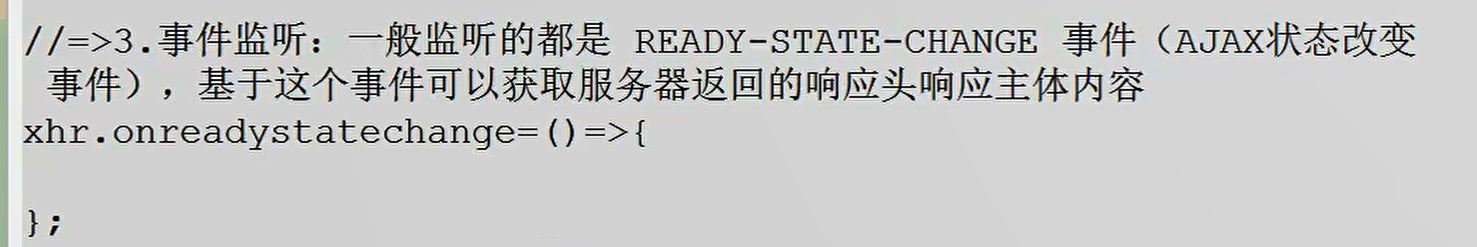 //=>3.事件监听：一般监听的都是 READY-STATE-CHANGE 事件（AJAX状态改变
事件），基于这个事件可以获取服务器返回的响应头响应主体内容
xhr.onreadystatechange=()=>{
};